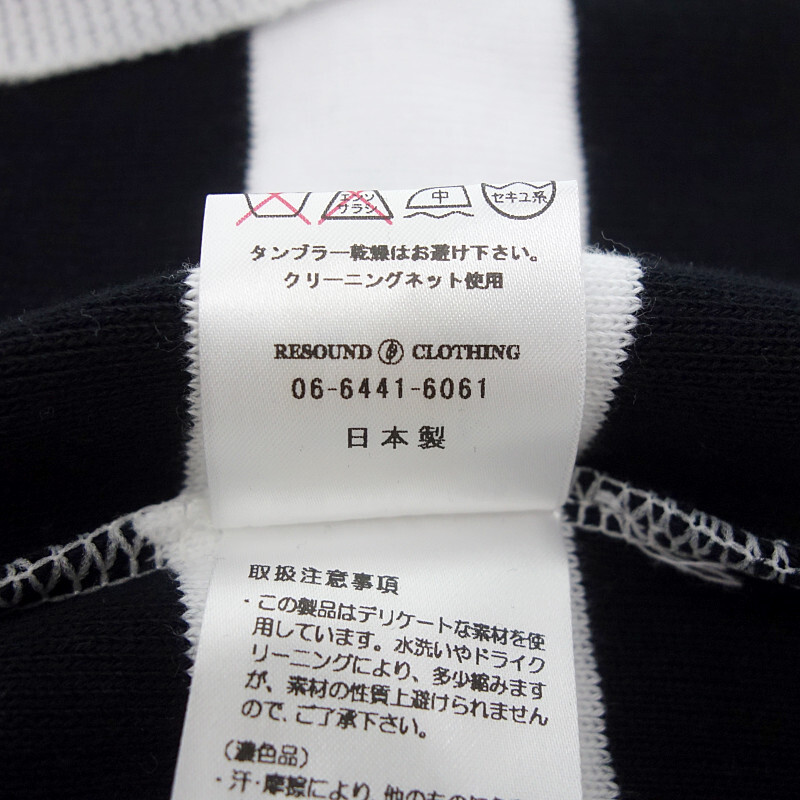 エンソ
サラシ
中
セキユ系
タンブラー乾燥はお避け下さい。
クリーニングネット使用
RESOUND CLOTHING
06-6441-6061
日本製
取扱注意事項
・この製品はデリケートな素材を使
用しています。水洗いやドライク
リーニングにより、多少縮みます
が、素材の性質上避けられません
ので、ご了承下さい。
(濃色品)
・汗・摩擦により、他のもの